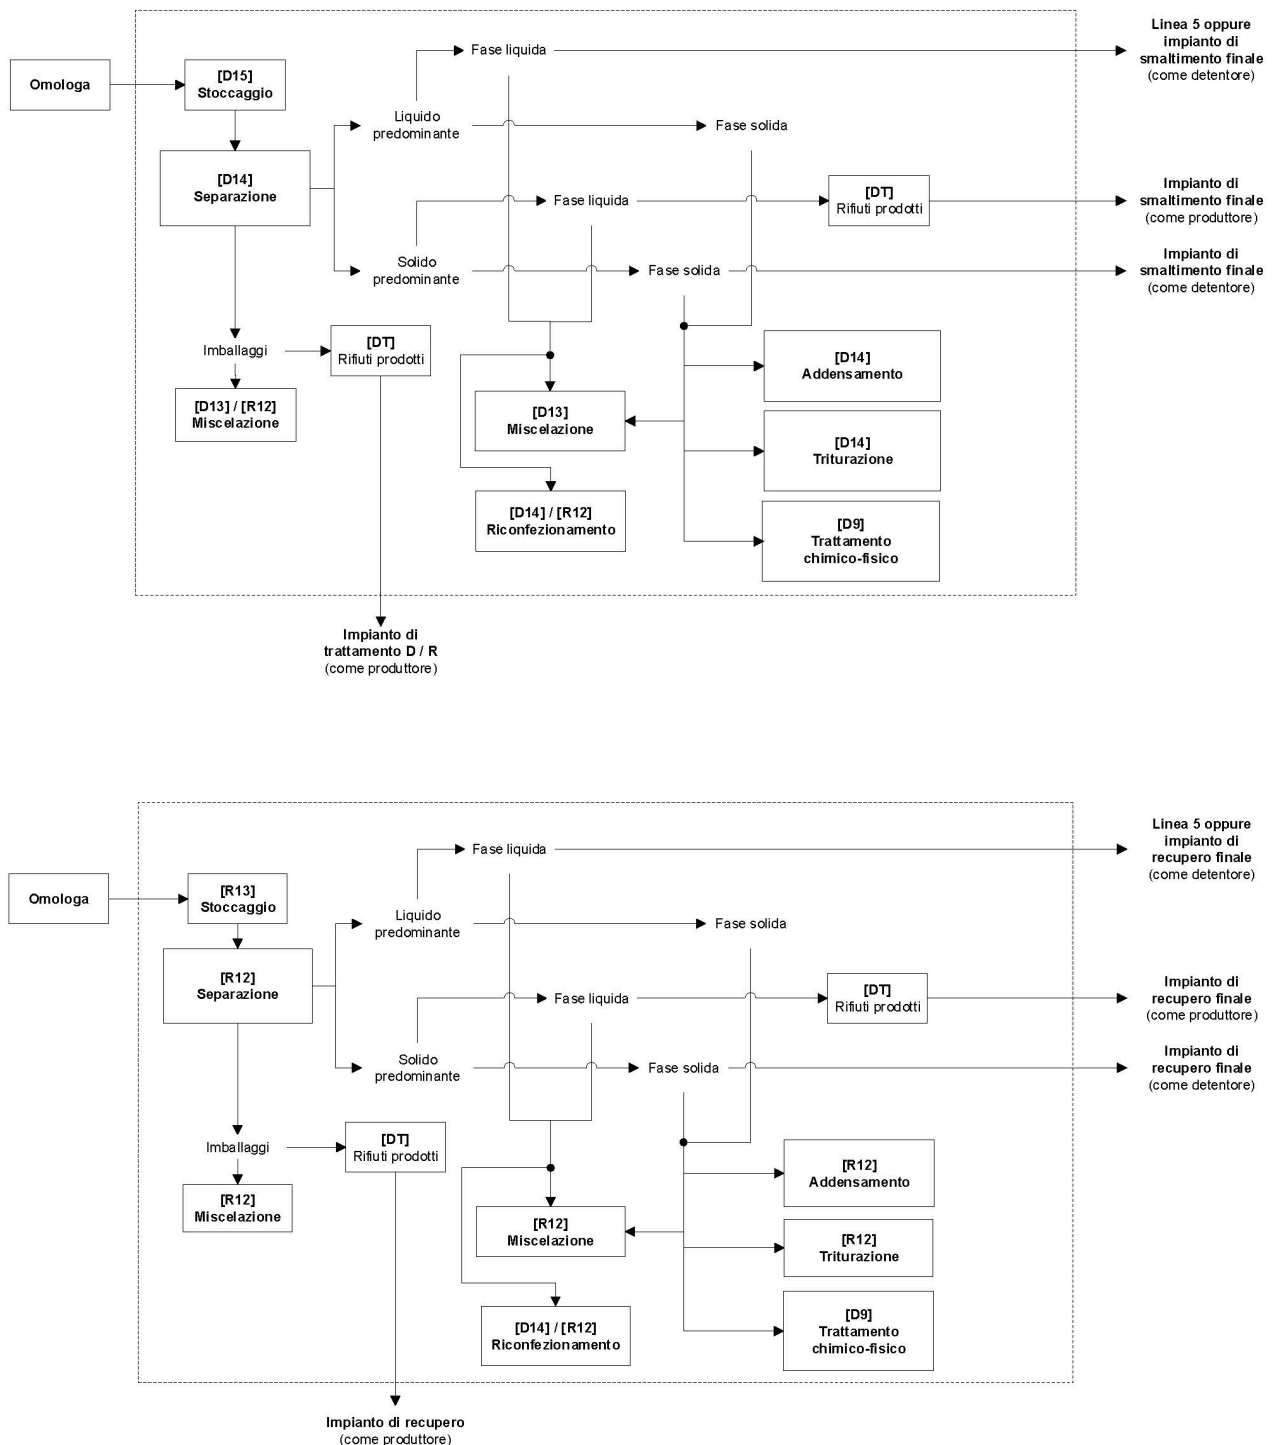 Linea 5 oppure
impianto di
smaltimento finale
(come detentore)
Fase liquida
Omologa
[D15]
Stoccaggio
Liquido
predominante
Fase solida
[D14]
Separazione
Fase liquida
[DT]
Rifiuti prodotti
Impianto di
smaltimento finale
(come produttore)
Solido
predominante
Fase solida
Impianto di
smaltimento finale
(come detentore)
Imballaggi
[DT]
Rifiuti prodotti
[D14]
Addensamento
[D13] / [R12]
Miscelazione
[D13]
Miscelazione
[D14]
Triturazione
[D14] / [R12]
Riconfezionamento
[D9]
Trattamento
chimico-fisico
Impianto di
trattamento D / R
(come produttore)
Linea 5 oppure
impianto di
recupero finale
(come detentore)
Fase liquida
Omologa
[R13]
Stoccaggio
Liquido
predominante
Fase solida
[R12]
Separazione
Fase liquida
[DT]
Rifiuti prodotti
Impianto di
recupero finale
(come produttore)
Solido
predominante
Fase solida
Impianto di
recupero finale
(come detentore)
Imballaggi
[DT]
Rifiuti prodotti
[R12]
Addensamento
[R12]
Miscelazione
[R12]
Miscelazione
[R12]
Triturazione
[D14] / [R12]
Riconfezionamento
[D9]
Trattamento
chimico-fisico
Impianto di recupero
(come produttore)